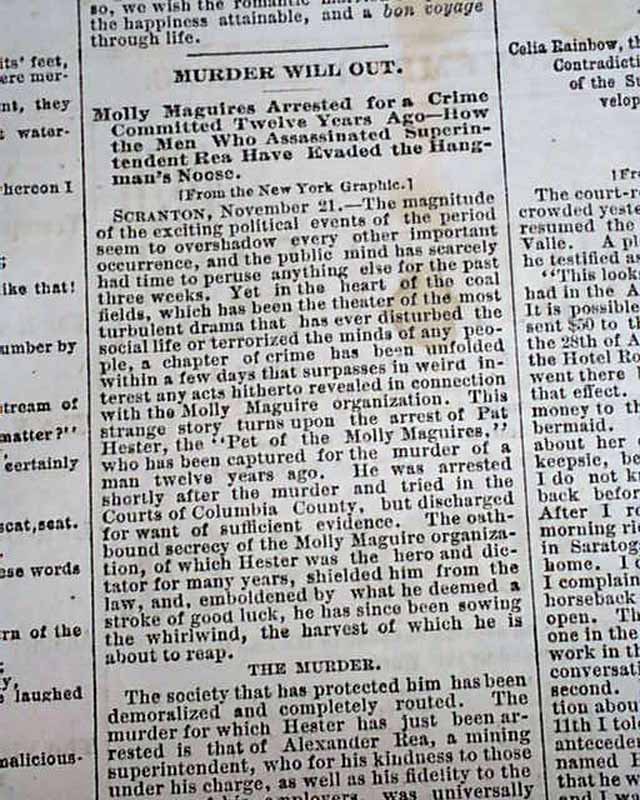 so, we wish the romantic
the happiness attainable, and a bon voyage
through life.
MURDER WILL OUT.
Molly Maguires Arrested for a Crime
Committed Twelve Years Ago—How
the Men Who Assassinated Superin-
tendent Rea Have Evaded the Hang-
man's Noose.
[From the New York Graphic.]
SCRANTON, November 21.—The magnitude
of the exciting political events of the period
seem to overshadow every other important
occurrence, and the public mind has scarcely
had time to peruse anything else for the past
three weeks. Yet in the heart of the coal
fields, which has been the theater of the most
turbulent drama that has ever disturbed the
social life or terrorized the minds of any peo-
ple, a chapter of crime has been unfolded
within a few days that surpasses in weird in-
terest any acts hitherto revealed in connection
with the Molly Maguire organization. This
strange story turns upon the arrest of Pat
Hester, the "Pet of the Molly Maguires,"
who has been captured for the murder of a
man twelve years ago. He was arrested
shortly after the murder and tried in the
Courts of Columbia County, but discharged
for want of sufficient evidence. The oath-
bound secrecy of the Molly Maguire organiza-
tion, of which Hester was the hero and dic-
tator for many years, shielded him from the
law, and, emboldened by what he deemed a
stroke of good luck, he has since been sowing
the whirlwind, the harvest of which he is
about to reap.
THE MURDER.
The society that has protected him has been
demoralized and completely routed. The
murder for which Hester has just been ar-
rested is that of Alexander Rea, a mining
superintendent, who for his kindness to those
under his charge, as well as his fidelity to the
employers, was universally
its' feet,
ere mer-
nt, they
water-
hereon I
like that!
umber by
stream of
matter?"
certainly
scat, scat.
ese words
rn of the
y,
laughed
malicious-
Celia Rainbow, th
Contradicti
of the Su
velop
[Fr
The court-r
crowded yeste
resumed the
Valle. A pl
he testified as
"This looks
had in the A
It is possible
sent $50 to th
the 28th of A
the Hotel Ro
went there
that effect.
money to th
bermaid.
about her
keepsie, be
I do not k
back befor
After I re
morning ri
in Saratog
home. I
I complain
horseback
open. Th
one in the
work in th
conversati
second.
tion abou
11th I told
anteceden
named H
that he w
and I wa